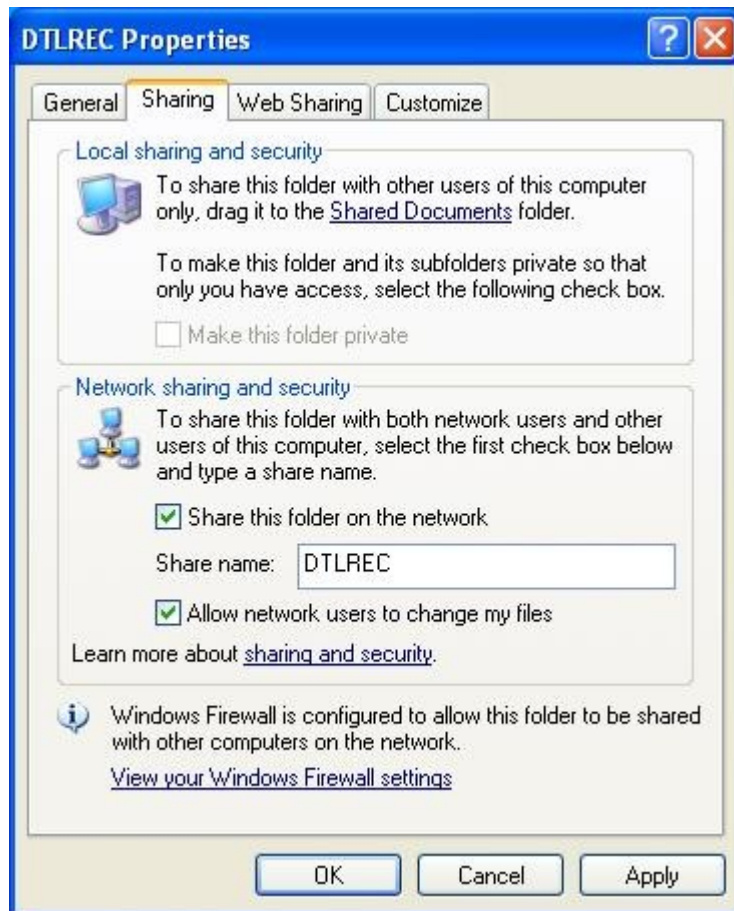 DTLREC Properties
General Sharing Web Sharing Customize
Local sharing and security
To share this folder with other users of this computer
only, drag it to the Shared Documents folder.
To make this folder and its subfolders private so that
only you have access, select the following check box.
Make this folder private
Network sharing and security
To share this folder with both network users and other
users of this computer, select the first check box below
and type a share name.
Share this folder on the network
Share name: DTLREC
Allow network users to change my files
Learn more about sharing and security.
Windows Firewall is configured to allow this folder to be shared
with other computers on the network.
View your Windows Firewall settings
OK Cancel Apply